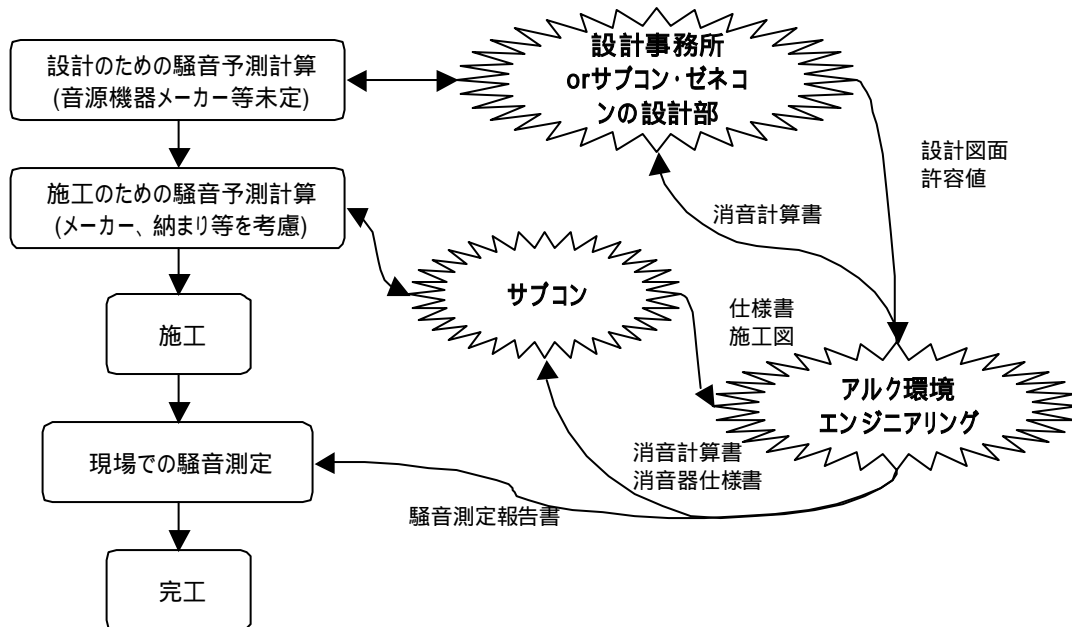 設計のための騒音予測計算
(音源機器メーカー等未定)
設計事務所
orサブコン・ゼネコ
ンの設計部
設計図面
許容値
施工のための騒音予測計算
(メーカー、納まり等を考慮)
消音計算書
サブコン
仕様書
施工図
施工
アルク環境
エンジニアリング
現場での騒音測定
消音計算書
消音器仕様書
騒音測定報告書
完工